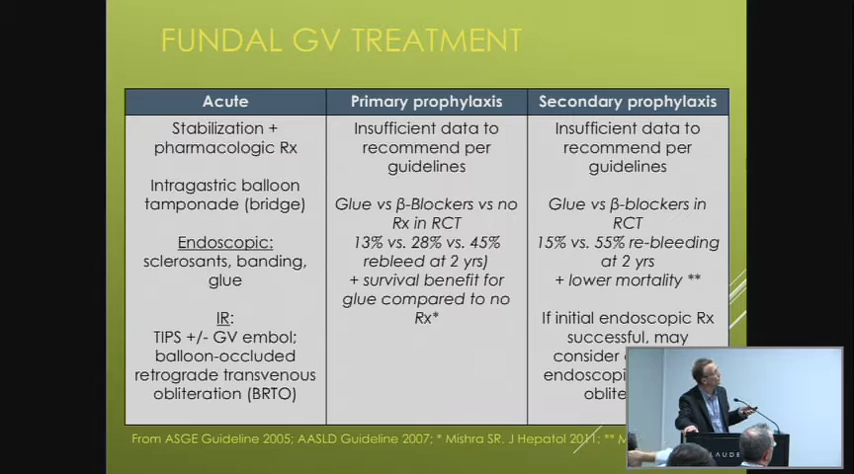 FUNDAL GV TREATMENT
Acute
Primary prophylaxis
Secondary prophylaxis
Stabilization +
pharmacologic Rx
Intragastric balloon
tamponade (bridge)
Endoscopic:
sclerosants, banding,
glue
IR:
TIPS +/- GV embol;
balloon-occluded
retrograde transvenous
obliteration (BRTO)
Insufficient data to
recommend per
guidelines
Glue vs β-Blockers vs no
Rx in RCT
13% vs. 28% vs. 45%
rebleed at 2 yrs)
+ survival benefit for
glue compared to no
Rx*
Insufficient data to
recommend per
guidelines
Glue vs β-blockers in
RCT
15% vs. 55% re-bleeding
at 2 yrs
+ lower mortality **
If initial endoscopic Rx
successful, may
consider
From ASGE Guideline 2005; AASLD Guideline 2007; * Mishra SR. J Hepatol 2011; **